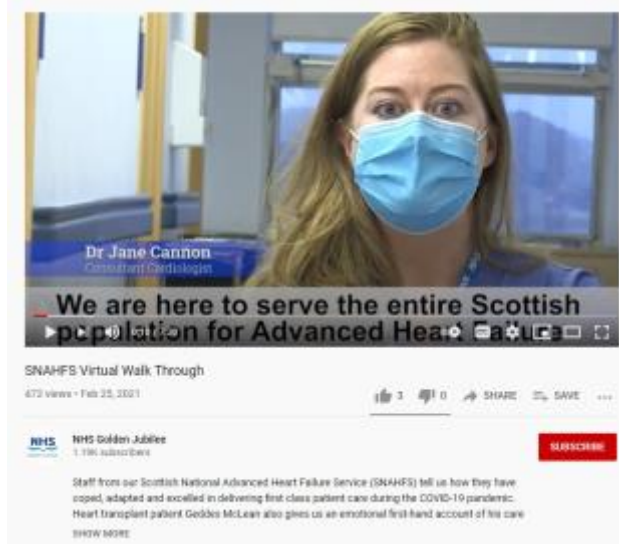 Dr Jane Cannon
Consultant Cardiologist
We are here to serve the entire Scottish
population for Advanced Heart Failure
SNAHFS Virtual Walk Through
473 views • Feb 25, 2021
3
0
SHARE
SAVE
NHS
NHS Golden Jubilee
SUBSCRIBE
1.19K subscribers
Staff from our Scottish National Advanced Heart Failure Service (SNAHFS) tell us how they have
coped, adapted and excelled in delivering first class patient care during the COVID-19 pandemic.
Heart transplant patient Geddes McLean also gives us an emotional first-hand account of his care
SHOW MORE